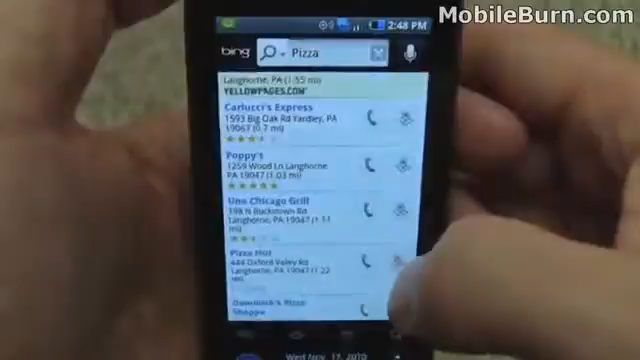 MobileBurn.com
2:48 PM
bing
Pizza
Langhorne, PA (1.55 mi)
YELLOWPAGES.COM
Carlucci's Express
1593 Big Oak Rd Yardley, PA
19067 (0.7 mi)
Poppy's
1259 Wood Ln Langhorne
PA 19047 (1.03 mi)
Uno Chicago Grill
198 N Buckstown Rd
Langhorne, PA 19047 (1.11
mi)
Pizza Hut
444 Oxford Valley Rd
Langhorne, PA 19047 (1.22
mi)
Domenick's Pizza
Shoppe
Wed Nov. 17, 2010